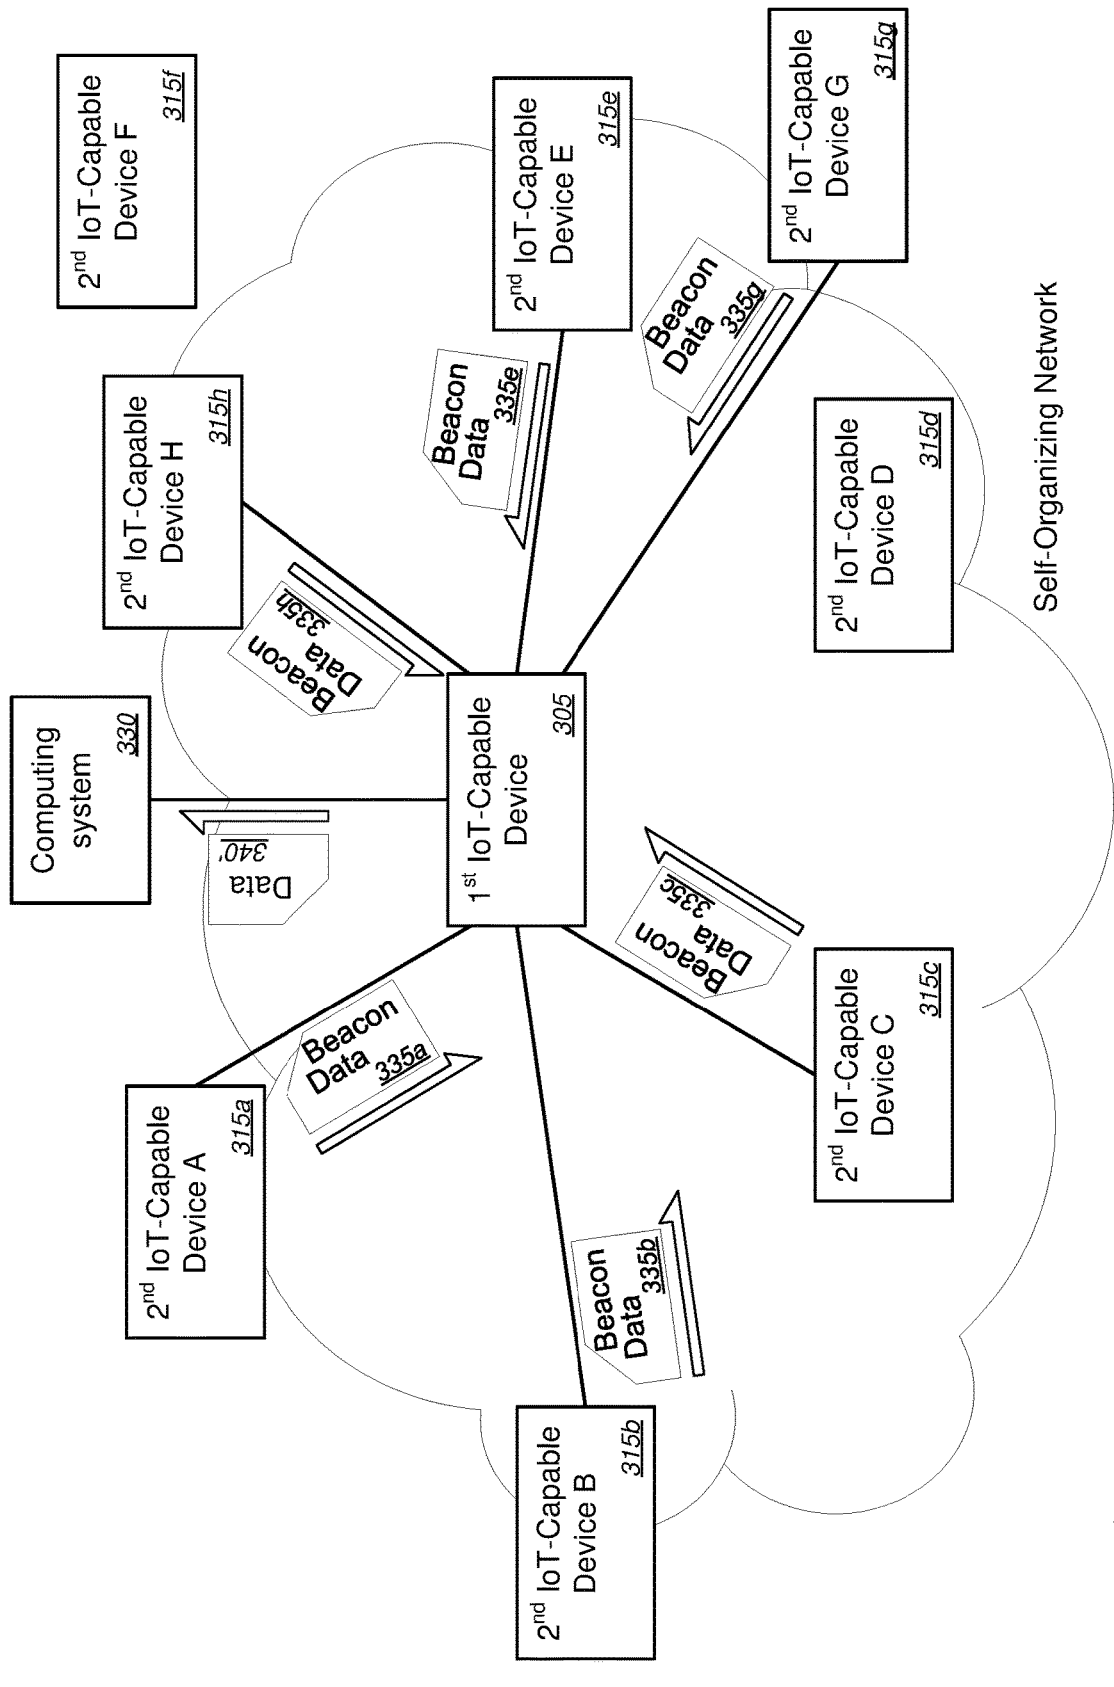 Computing
system
330
2nd IoT-Capable
Device F
315f
2nd IoT-Capable
Device A
315a
2nd IoT-Capable
Device H
315h
Data
340'
Beacon
Data
335a
Beacon
Data
335h
Beacon
Data
335e
1st IoT-Capable
Device
305
2nd IoT-Capable
Device B
315b
2nd IoT-Capable
Device E
315e
Beacon
Data
335b
Beacon
Data
335c
Beacon
Data
335g
2nd IoT-Capable
Device G
315g
2nd IoT-Capable
Device C
315c
2nd IoT-Capable
Device D
315d
Self-Organizing Network